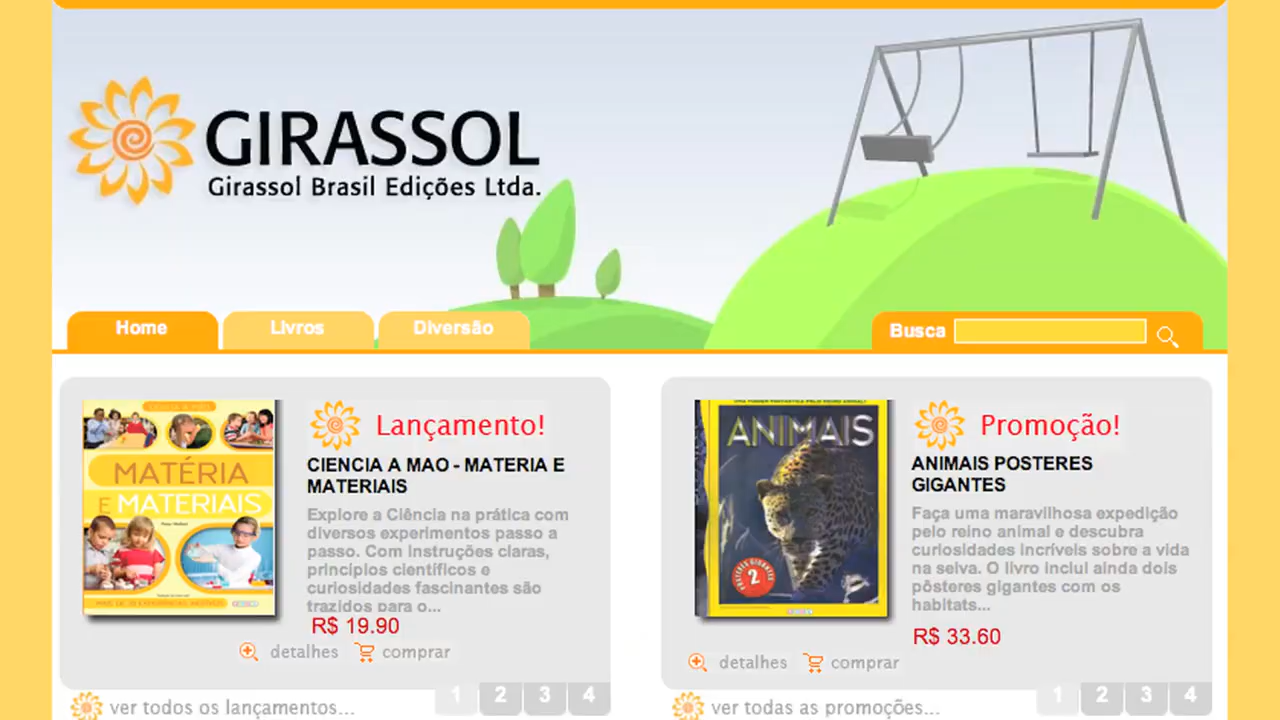 GIRASSOL
Girassol Brasil Edições Ltda.
Home
Livros
Diversão
Busca
MATÉRIA
E MATERIAIS
Lançamento!
CIENCIA A MAO - MATERIA E
MATERIAIS
Explore a Ciência na prática com
diversos experimentos passo a
passo. Com instruções claras,
princípios científicos e
curiosidades fascinantes são
trazidos para o...
R$ 19.90
detalhes
comprar
ver todos os lançamentos...
1 2 3 4
ANIMAIS
PÔSTERES GIGANTES
2
Promoção!
ANIMAIS POSTERES
GIGANTES
Faça uma maravilhosa expedição
pelo reino animal e descubra
curiosidades incríveis sobre a vida
na selva. O livro inclui ainda dois
pôsteres gigantes com os
habitats...
R$ 33.60
detalhes
comprar
ver todas as promoções...
1 2 3 4